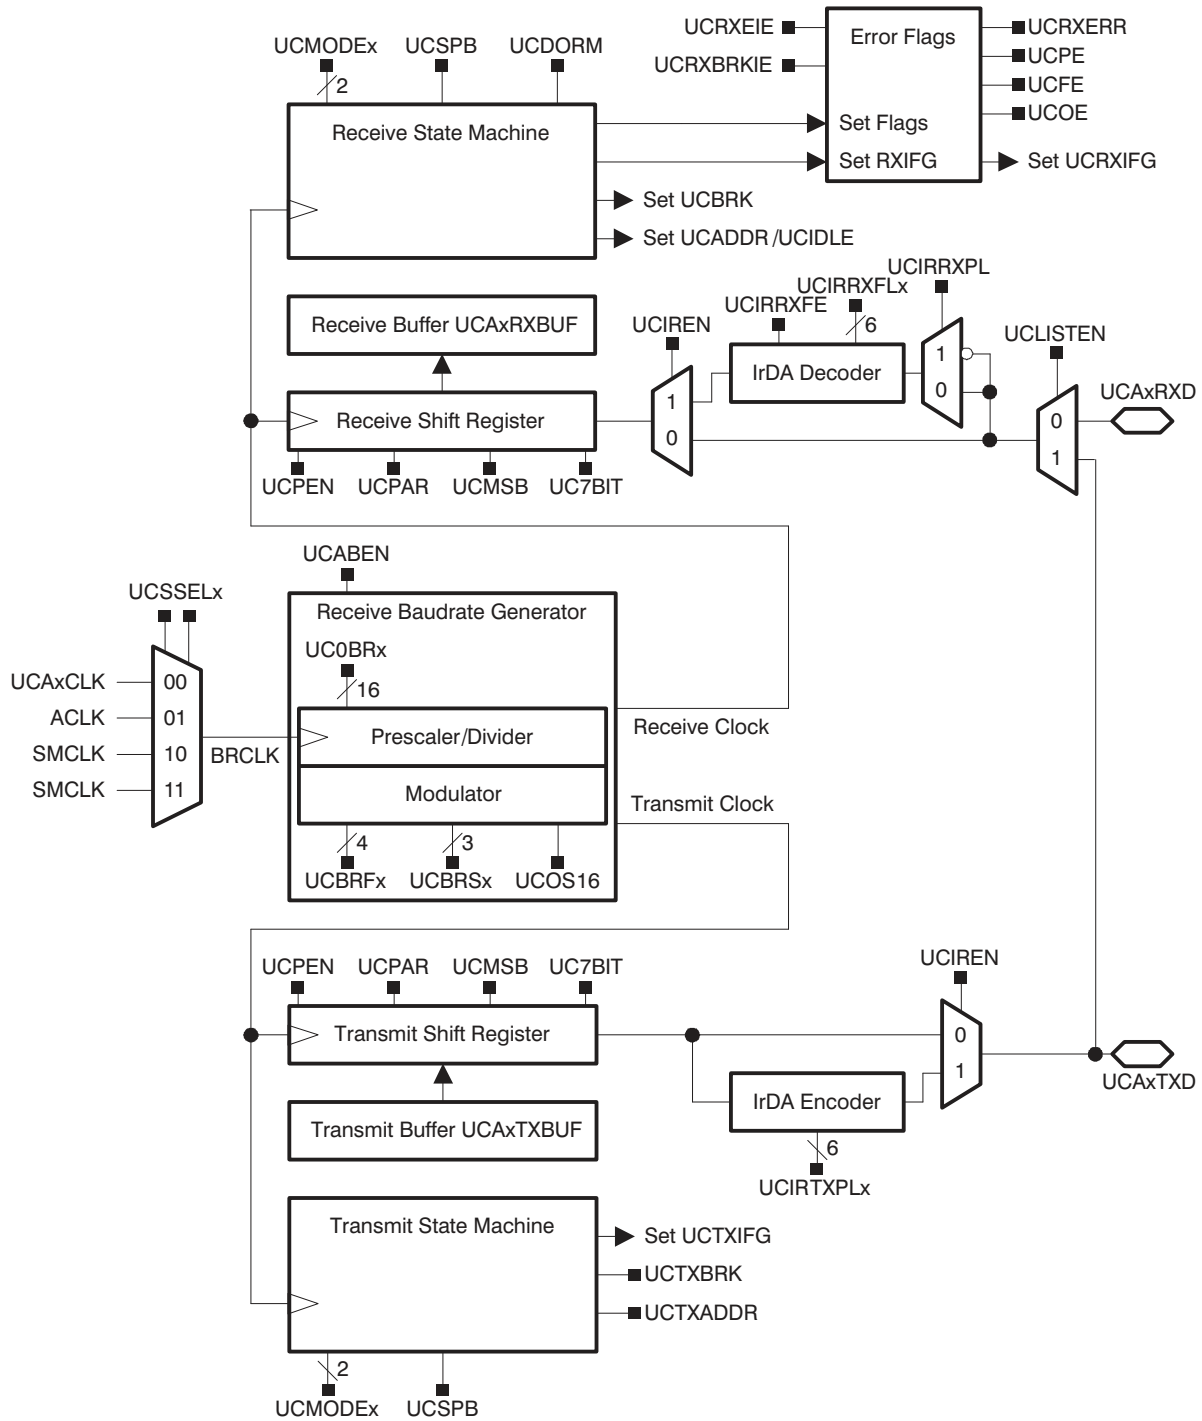 UCMODEx
UCSPB
UCDORM
2
Receive State Machine
UCRXEIE
UCRXBRKIE
Error Flags
Set Flags
Set RXIFG
UCRXERR
UCPE
UCFE
UCOE
Set UCRXIFG
Set UCBRK
Set UCADDR /UCIDLE
Receive Buffer UCAxRXBUF
Receive Shift Register
UCPEN
UCPAR
UCMSB
UC7BIT
UCIREN
1
0
UCIRRXFE
UCIRRXFLx
6
IrDA Decoder
UCIRRXPL
1
0
UCLISTEN
0
1
UCAxRXD
UCABEN
Receive Baudrate Generator
UC0BRx
16
Prescaler/Divider
Modulator
4
3
UCBRFx
UCBRSx
UCOS16
Receive Clock
Transmit Clock
UCSSELx
UCAxCLK
00
ACLK
01
SMCLK
10
SMCLK
11
BRCLK
UCPEN
UCPAR
UCMSB
UC7BIT
Transmit Shift Register
Transmit Buffer UCAxTXBUF
UCIREN
0
1
IrDA Encoder
6
UCIRTXPLx
UCAxTXD
Transmit State Machine
Set UCTXIFG
UCTXBRK
UCTXADDR
2
UCMODEx
UCSPB